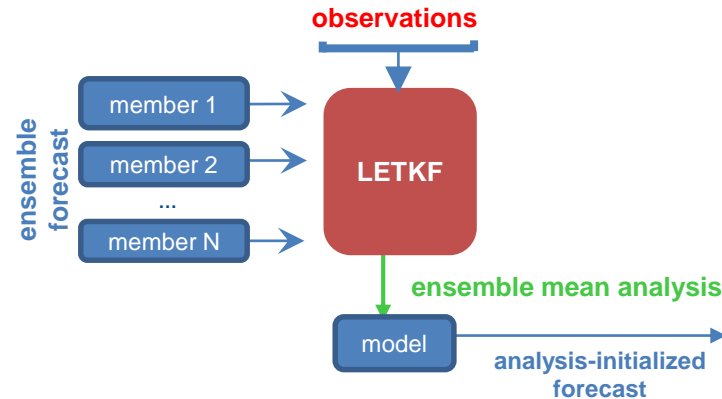 observations
ensemble
forecast
member 1
member 2
...
member N
LETKF
ensemble mean analysis
model
analysis-initialized
forecast